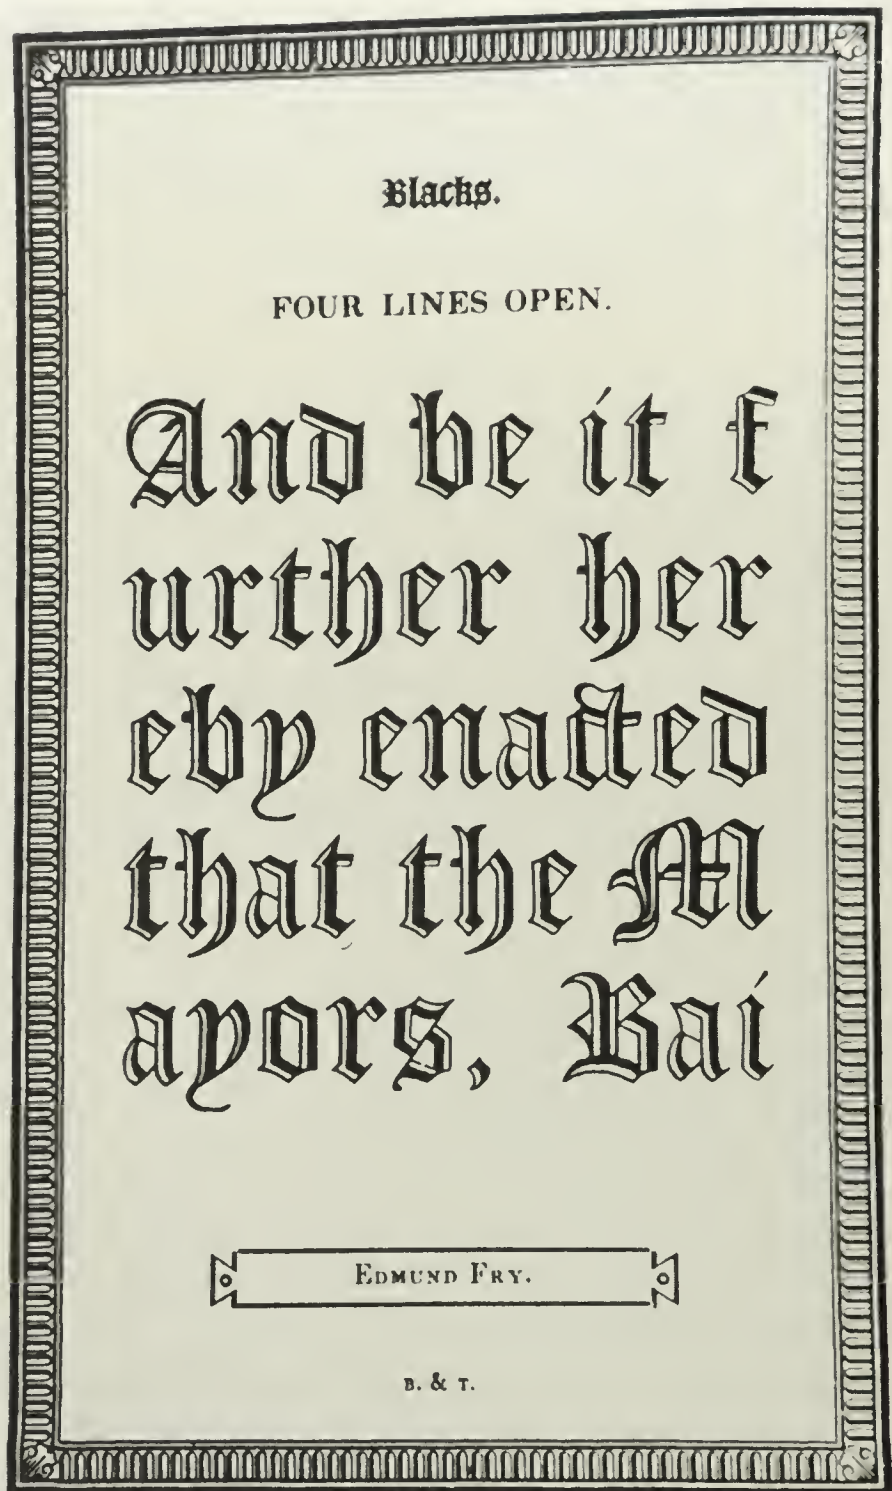 Blacks.
FOUR LINES OPEN.
And be it f
urther her
eby enacted
that the M
ayors, Bai
EDMUND FRY.
B. & T.